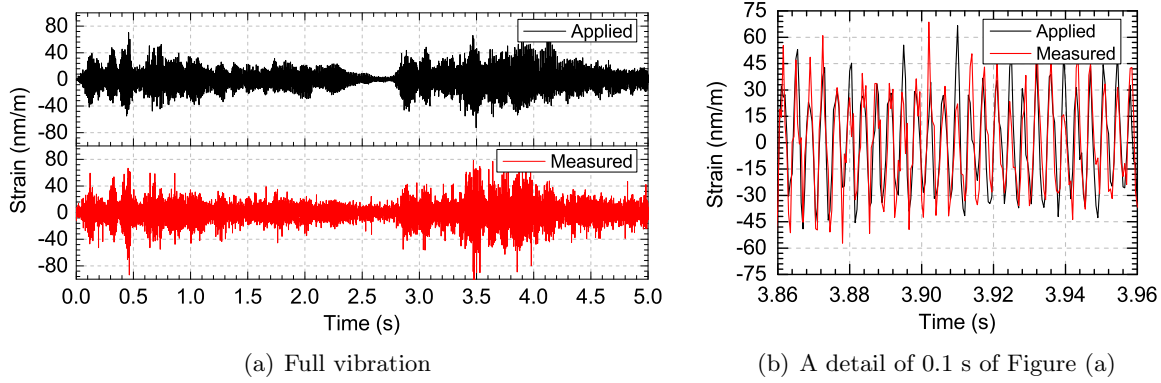 80
40
0
-40
-80
Applied
80
40
0
-40
-80
Measured
Strain (nm/m)
0.0 0.5 1.0 1.5 2.0 2.5 3.0 3.5 4.0 4.5 5.0
Time (s)
(a) Full vibration
75
60
45
30
15
0
-15
-30
-45
-60
75
Applied
Measured
Strain (nm/m)
3.86 3.88 3.90 3.92 3.94 3.96
Time (s)
(b) A detail of 0.1 s of Figure (a)